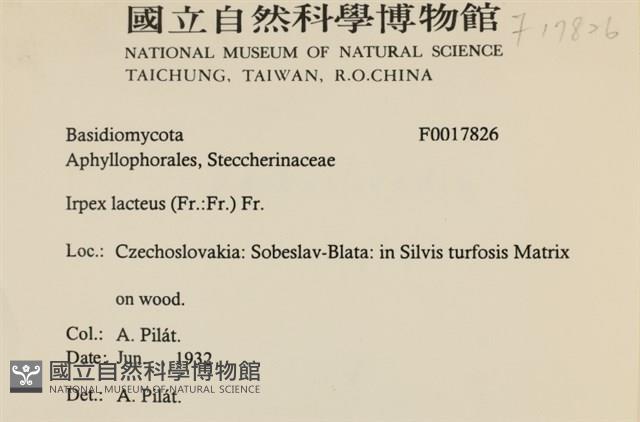 國立自然科學博物館
F17826
NATIONAL MUSEUM OF NATURAL SCIENCE
TAICHUNG, TAIWAN, R.O.CHINA
Basidiomycota F0017826
Aphyllophorales, Steccherinaceae
Irpex lacteus (Fr.:Fr.) Fr.
Loc.: Czechoslovakia: Sobeslav-Blata: in Silvis turfosis Matrix
on wood.
Col.: A. Pilát.
Date: Jun 1932
國立自然科學博物館
NATIONAL MUSEUM OF NATURAL SCIENCE
Det.: A. Pilát.